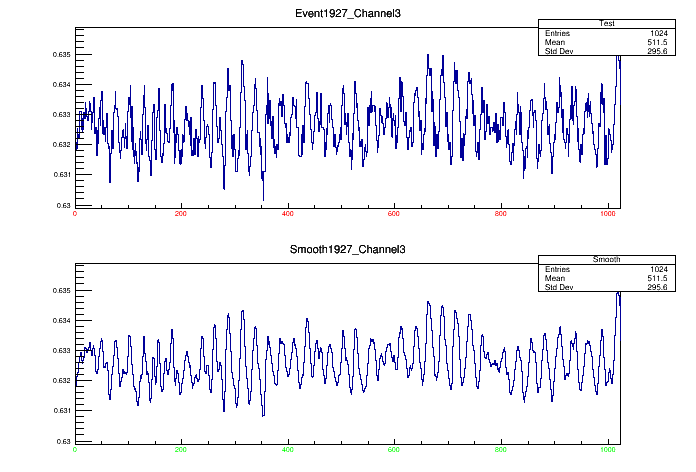 Event1927_Channel3
Test
Entries 1024
Mean 511.5
Std Dev 295.6
0.635
0.634
0.633
0.632
0.631
0.63
0 200 400 600 800 1000
Smooth1927_Channel3
Smooth
Entries 1024
Mean 511.5
Std Dev 295.6
0.635
0.634
0.633
0.632
0.631
0.63
0 200 400 600 800 1000